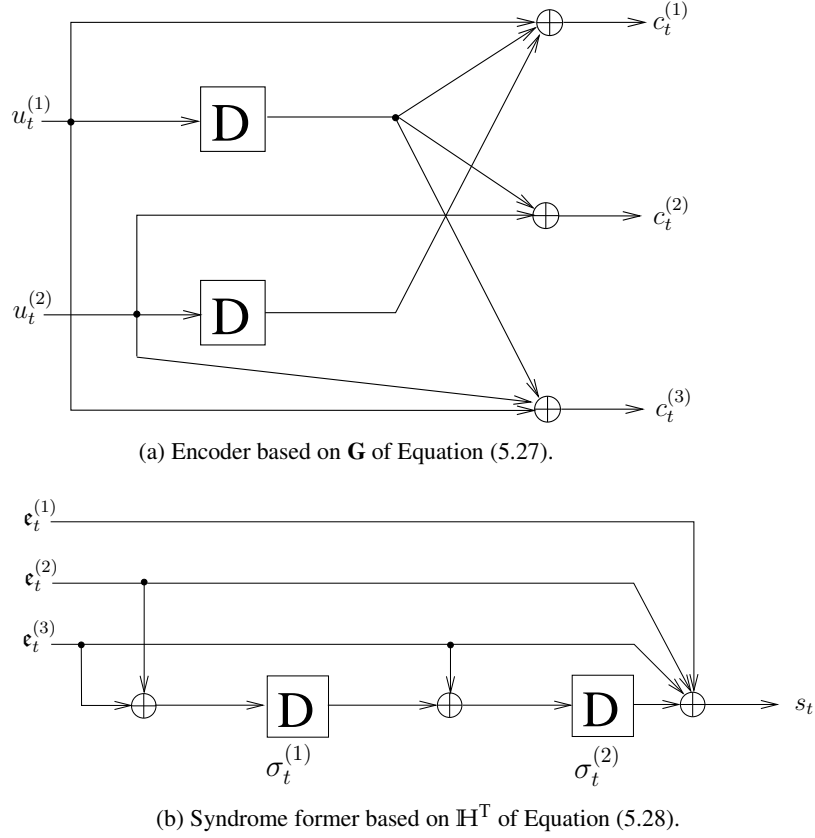 c_t^{(1)}
u_t^{(1)}
D
c_t^{(2)}
u_t^{(2)}
D
c_t^{(3)}
(a) Encoder based on G of Equation (5.27).
𝖊_t^{(1)}
𝖊_t^{(2)}
𝖊_t^{(3)}
D
D
s_t
σ_t^{(1)}
σ_t^{(2)}
(b) Syndrome former based on ℍ^T of Equation (5.28).